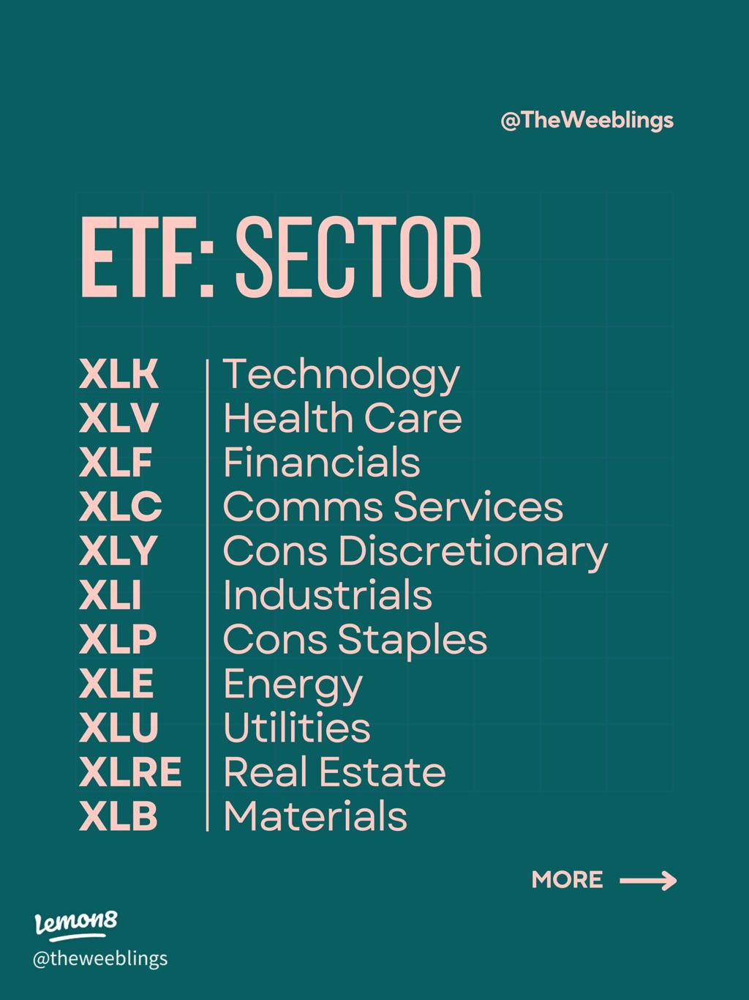 @TheWeeblings
ETF: SECTOR
XLK Technology
XLV Health Care
XLF Financials
XLC Comms Services
XLY Cons Discretionary
XLI Industrials
XLP Cons Staples
XLE Energy
XLU Utilities
XLRE Real Estate
XLB Materials
MORE
Lemon8
@theweeblings